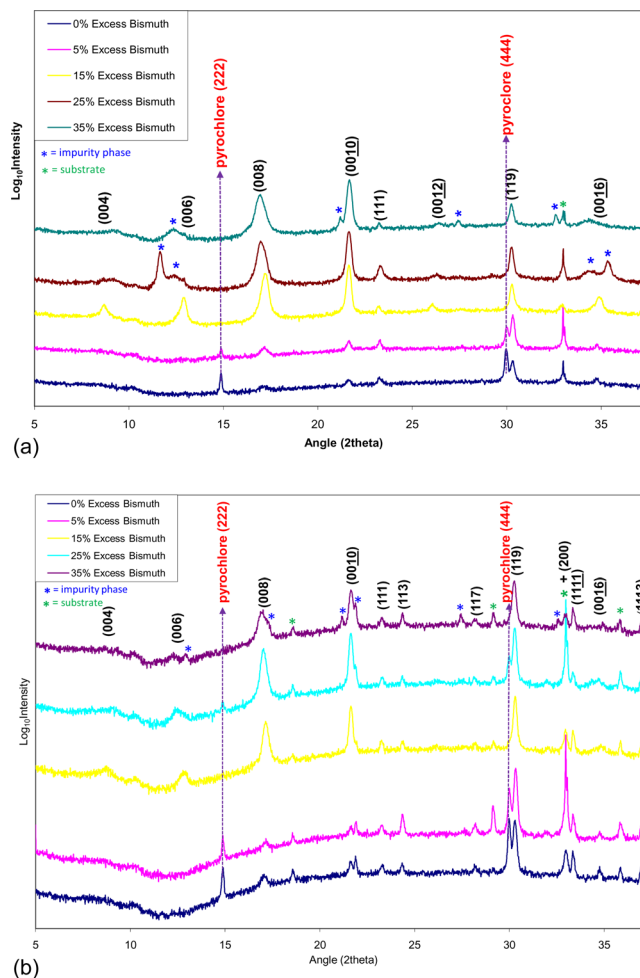 0% Excess Bismuth
5% Excess Bismuth
15% Excess Bismuth
25% Excess Bismuth
35% Excess Bismuth
* = impurity phase
* = substrate
Log10Intensity
pyrochlore (222)
pyroclore (444)
(004)
*
(006)
(008)
*
(0010)
(111)
(0012)
*
(119)
*
*
(0016)
*
*
*
*
5
10
15
20
25
30
35
Angle (2theta)
(a)
0% Excess Bismuth
5% Excess Bismuth
15% Excess Bismuth
25% Excess Bismuth
35% Excess Bismuth
* = impurity phase
* = substrate
Log10Intensity
pyrochlore (222)
pyrochlore (444)
(004)
(006)
*
(008)
*
*
*
(0010)
*
(111)
(113)
*
(117)
*
(119)
*
* + (200)
(1111)
(0016)
*
5
10
15
20
25
30
35
Angle (2theta)
(b)